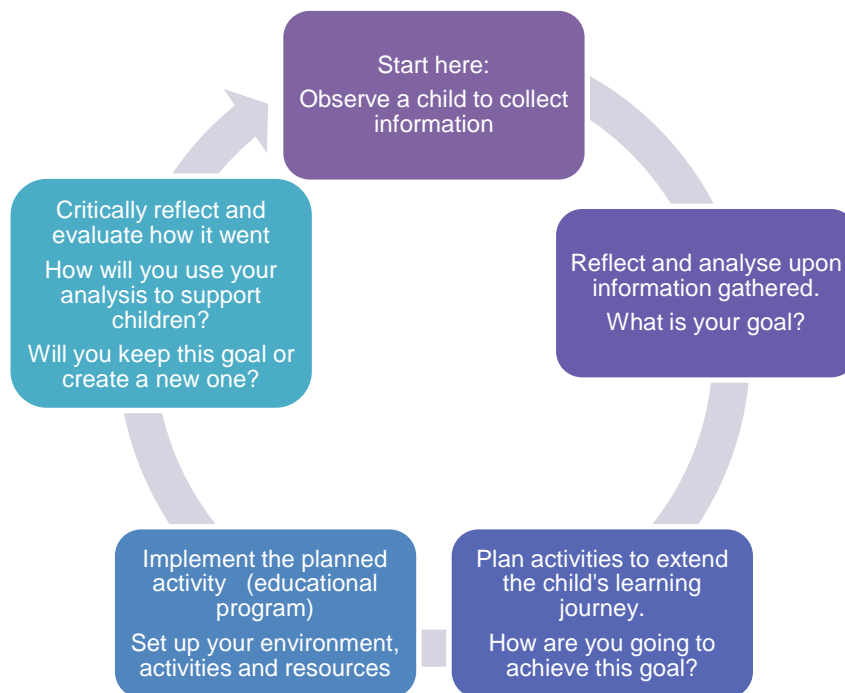 Start here:
Observe a child to collect
information
Reflect and analyse upon
information gathered.
What is your goal?
Plan activities to extend
the child's learning
journey.
How are you going to
achieve this goal?
Implement the planned
activity (educational
program)
Set up your environment,
activities and resources
Critically reflect and
evaluate how it went
How will you use your
analysis to support
children?
Will you keep this goal or
create a new one?